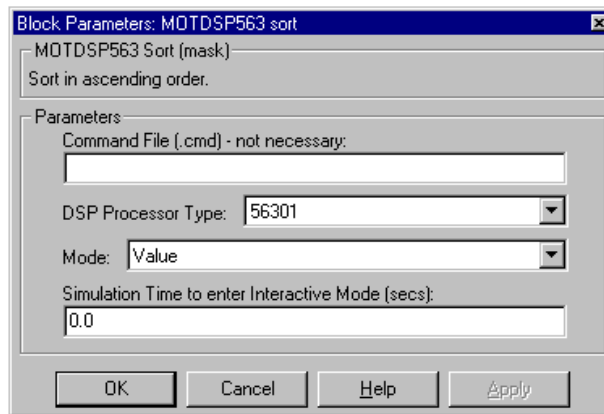 Block Parameters: MOTDSP563 sort
MOTDSP563 Sort (mask)
Sort in ascending order.
Parameters
Command File (.cmd) - not necessary:
DSP Processor Type: 56301
Mode: Value
Simulation Time to enter Interactive Mode (secs):
0.0
OK Cancel Help Apply